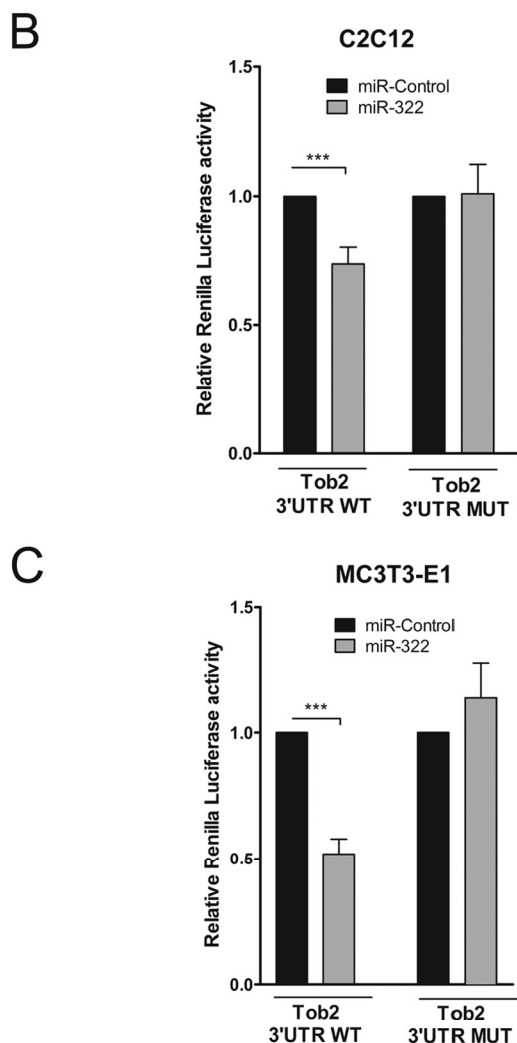 B
C2C12
Relative Renilla Luciferase activity
1.5
1.0
0.5
0.0
miR-Control
miR-322
***
Tob2
3'UTR WT
Tob2
3'UTR MUT
C
MC3T3-E1
Relative Renilla Luciferase activity
1.5
1.0
0.5
0.0
miR-Control
miR-322
***
Tob2
3'UTR WT
Tob2
3'UTR MUT